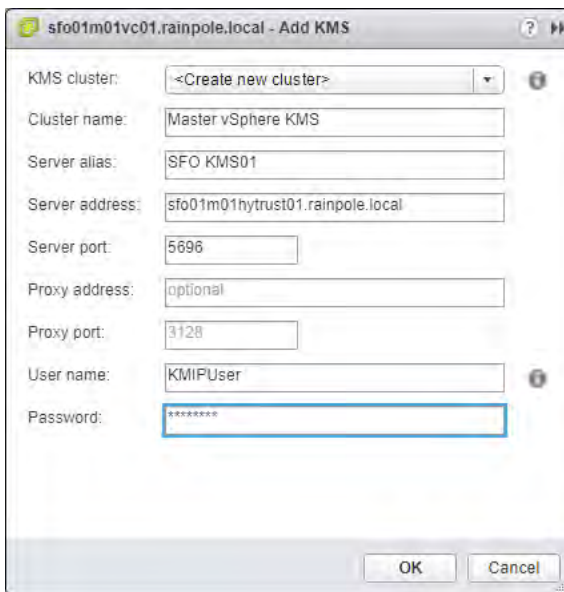 sfo01m01vc01.rainpole.local - Add KMS
KMS cluster: <Create new cluster>
Cluster name: Master vSphere KMS
Server alias: SFO KMS01
Server address: sfo01m01hytrust01.rainpole.local
Server port: 5696
Proxy address: optional
Proxy port: 3128
User name: KMIPUser
Password: ********
OK Cancel